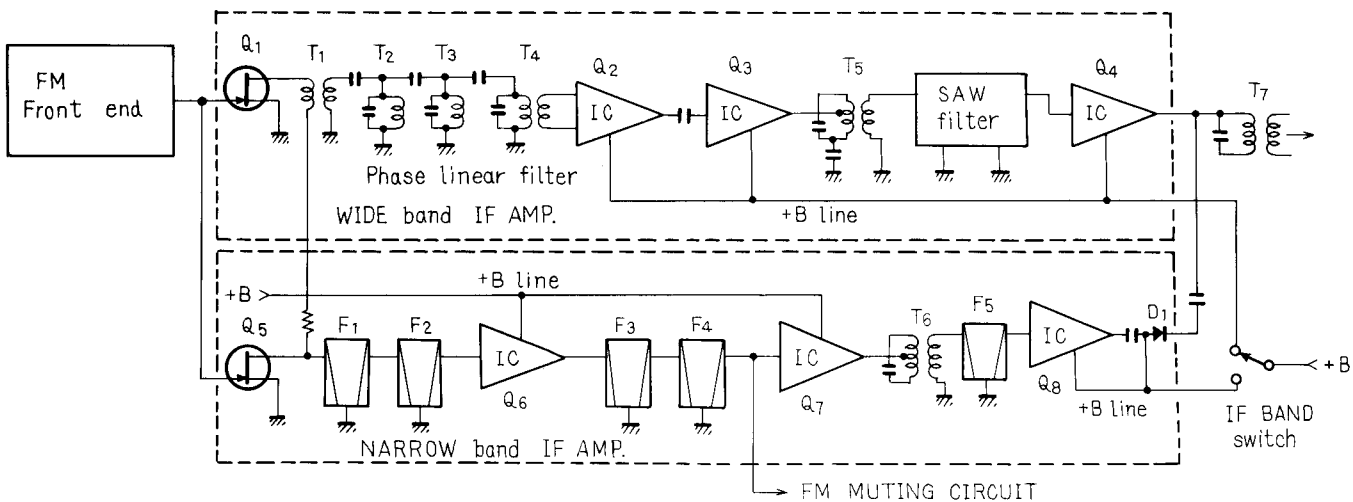 FM
Front end
Q1
T1
T2
T3
T4
Q2
IC
Q3
IC
T5
SAW
filter
Q4
IC
T7
Phase linear filter
WIDE band IF AMP.
+B line
+B
+B line
Q5
F1
F2
IC
Q6
F3
F4
IC
Q7
T6
F5
IC
Q8
D1
+B line
+B
IF BAND
switch
NARROW band IF AMP.
FM MUTING CIRCUIT